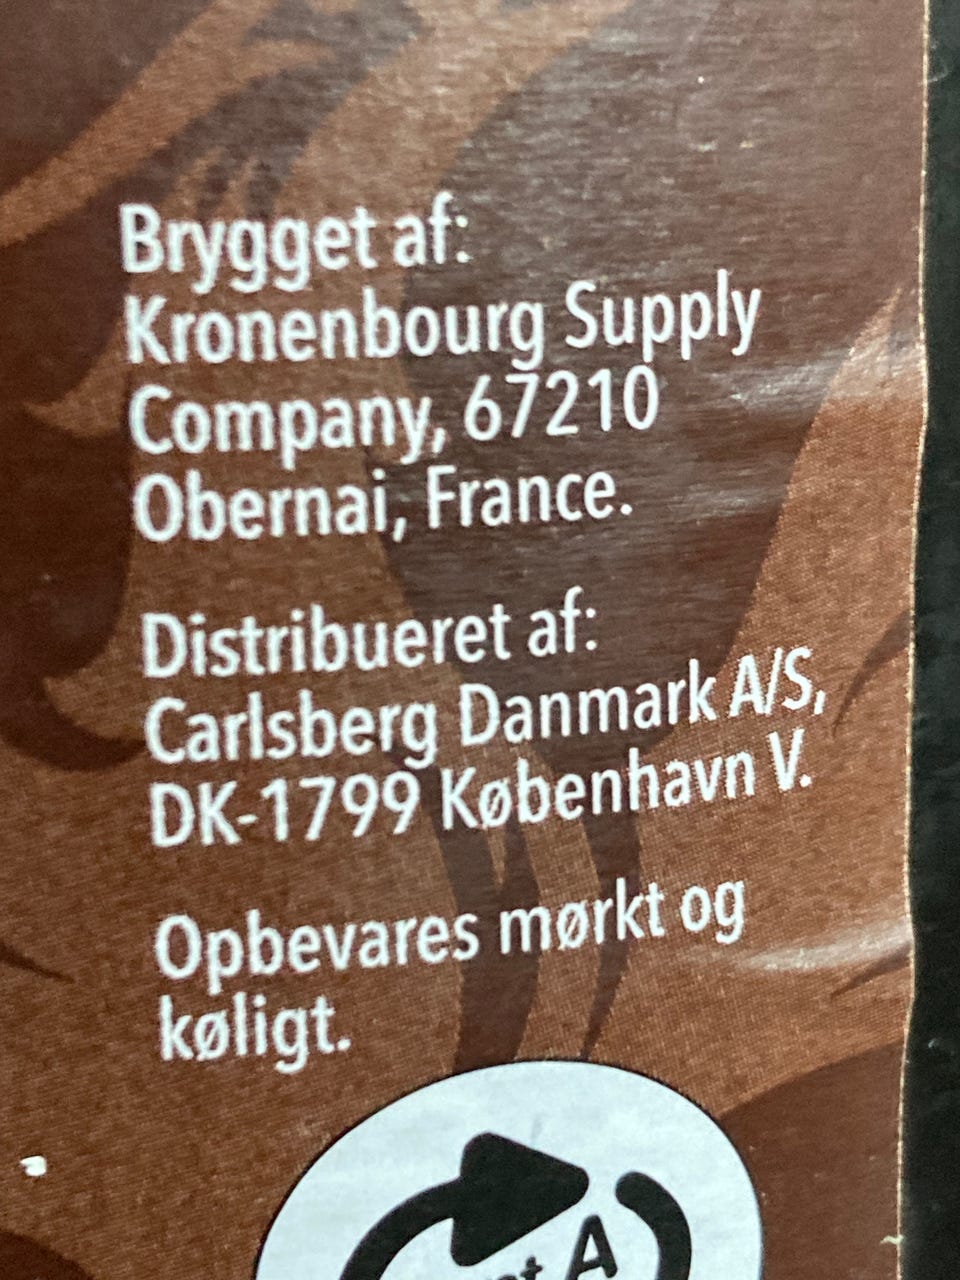 Brygget af:
Kronenbourg Supply
Company, 67210
Obernai, France.
Distribueret af:
Carlsberg Danmark A/S,
DK-1799 København V.
Opbevares mørkt og
køligt.
A